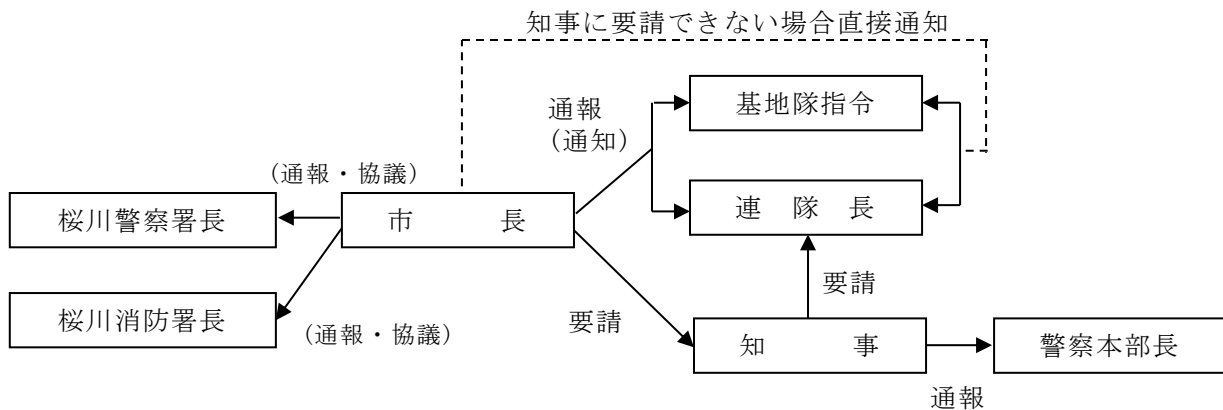 知事に要請できない場合直接通知
基地隊指令
通報
(通知)
(通報・協議)
桜川警察署長
市 長
連 隊 長
桜川消防署長
(通報・協議)
要請
要請
知 事
警察本部長
通報